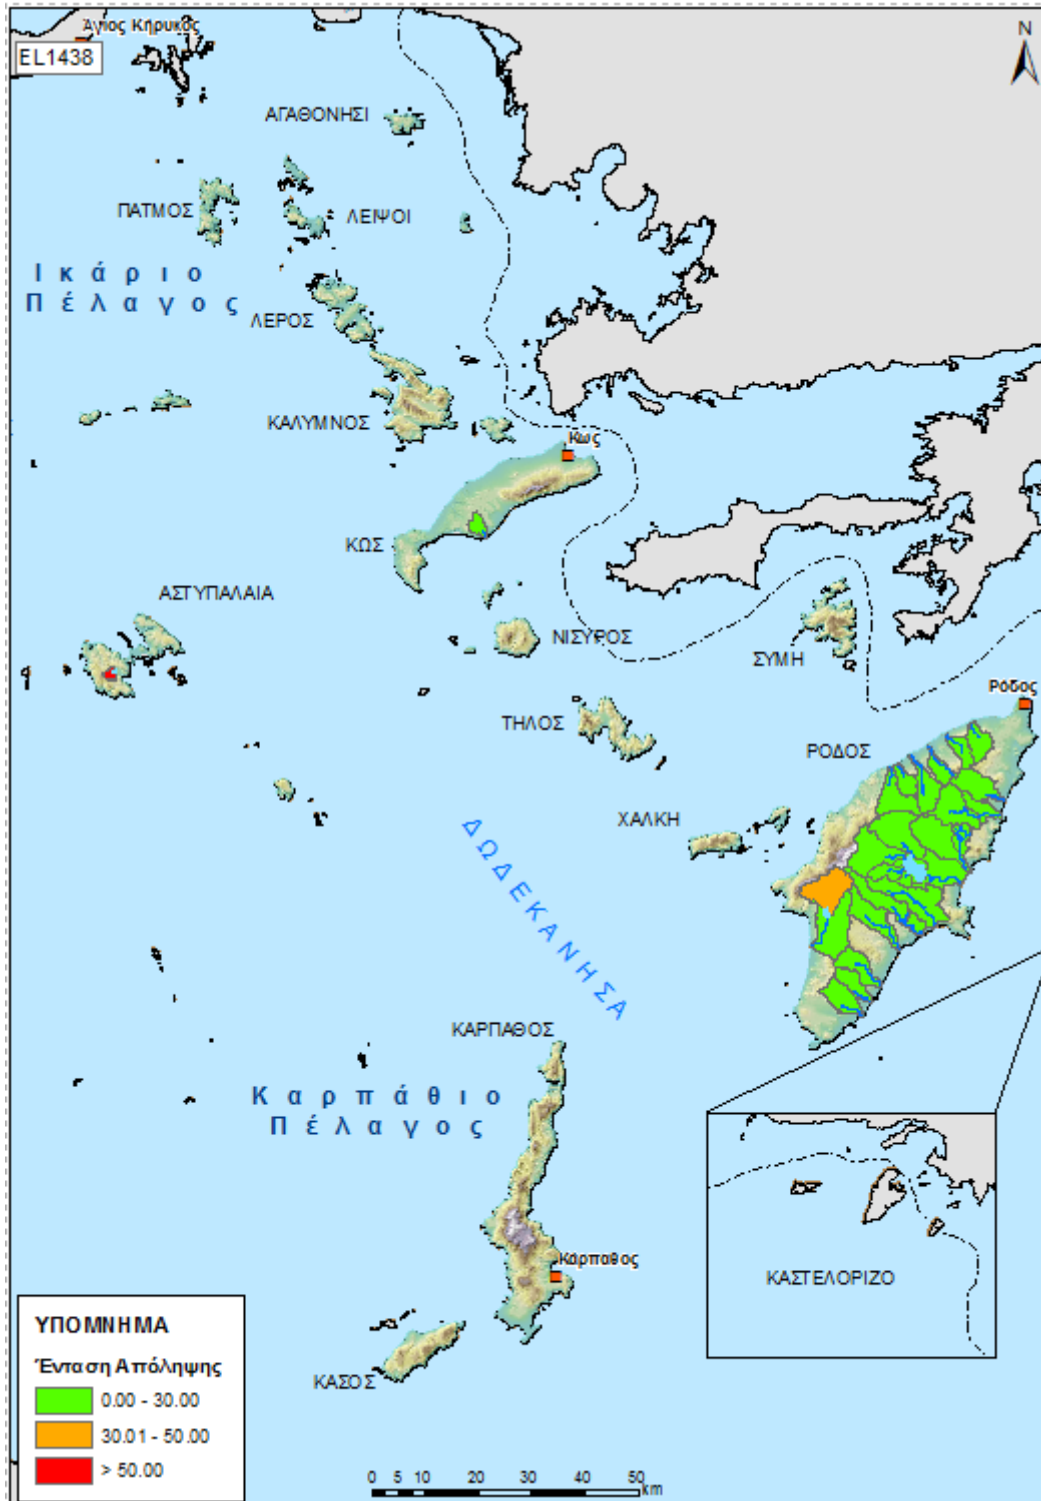 Άγιος Κήρυκος
EL1438
N
ΑΓΑΘΟΝΗΣΙ
ΠΑΤΜΟΣ
ΛΕΙΨΟΙ
Ικάριο
Πέλαγος
ΛΕΡΟΣ
ΚΑΛΥΜΝΟΣ
Κως
ΚΩΣ
ΑΣΤΥΠΑΛΑΙΑ
ΝΙΣΥΡΟΣ
ΣΥΜΗ
Ρόδος
ΤΗΛΟΣ
ΡΟΔΟΣ
ΧΑΛΚΗ
ΔΩΔΕΚΑΝΗΣΑ
ΚΑΡΠΑΘΟΣ
Καρπάθιο
Πέλαγος
Κάρπαθος
ΚΑΣΤΕΛΟΡΙΖΟ
ΚΑΣΟΣ
ΥΠΟΜΝΗΜΑ
Ένταση Απόληψης
0.00 - 30.00
30.01 - 50.00
> 50.00
0 5 10 20 30 40 50
km